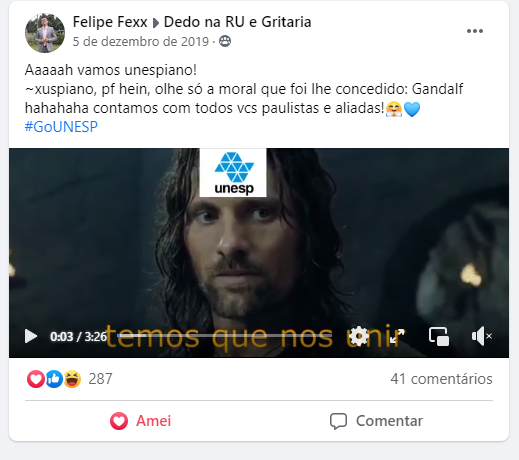 Felipe Fexx ▸ Dedo na RU e Gritaria
5 de dezembro de 2019 ·
Aaaaah vamos unespiano!
~xuspiano, pf hein, olhe só a moral que foi lhe concedido: Gandalf
hahahaha contamos com todos vcs paulistas e aliadas!😤💙
#GoUNESP
unesp
temos que nos unir
0:03 / 3:26
287
41 comentários
Amei
Comentar